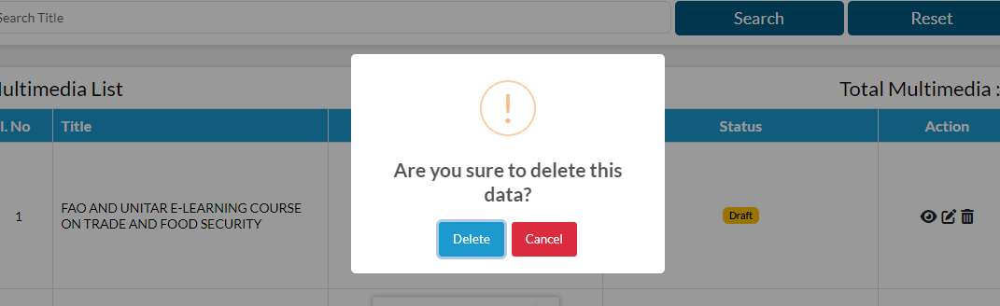 Search Title
Search
Reset
ultimedia List
Total Multimedia :
l. No
Title
Status
Action
1
FAO AND UNITAR E-LEARNING COURSE
ON TRADE AND FOOD SECURITY
Draft
Are you sure to delete this
data?
Delete
Cancel